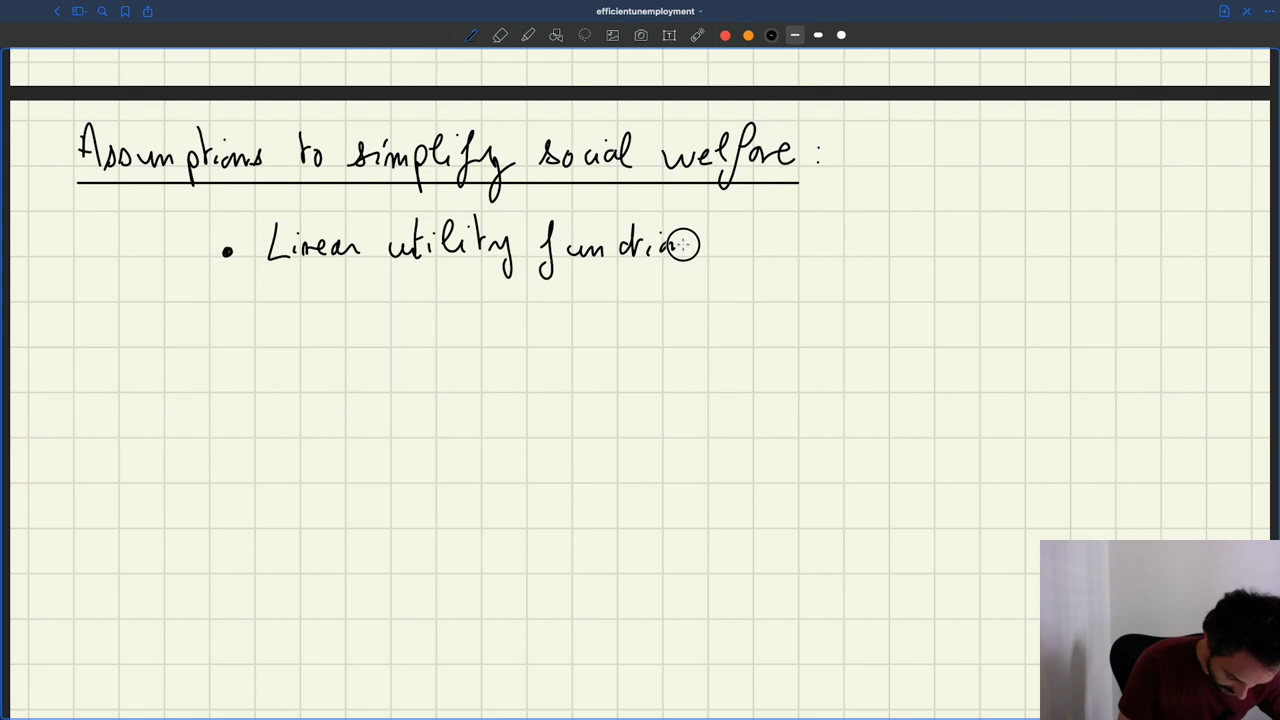 efficientunemployment
Assumptions to simplify social welfare :
• Linear utility function